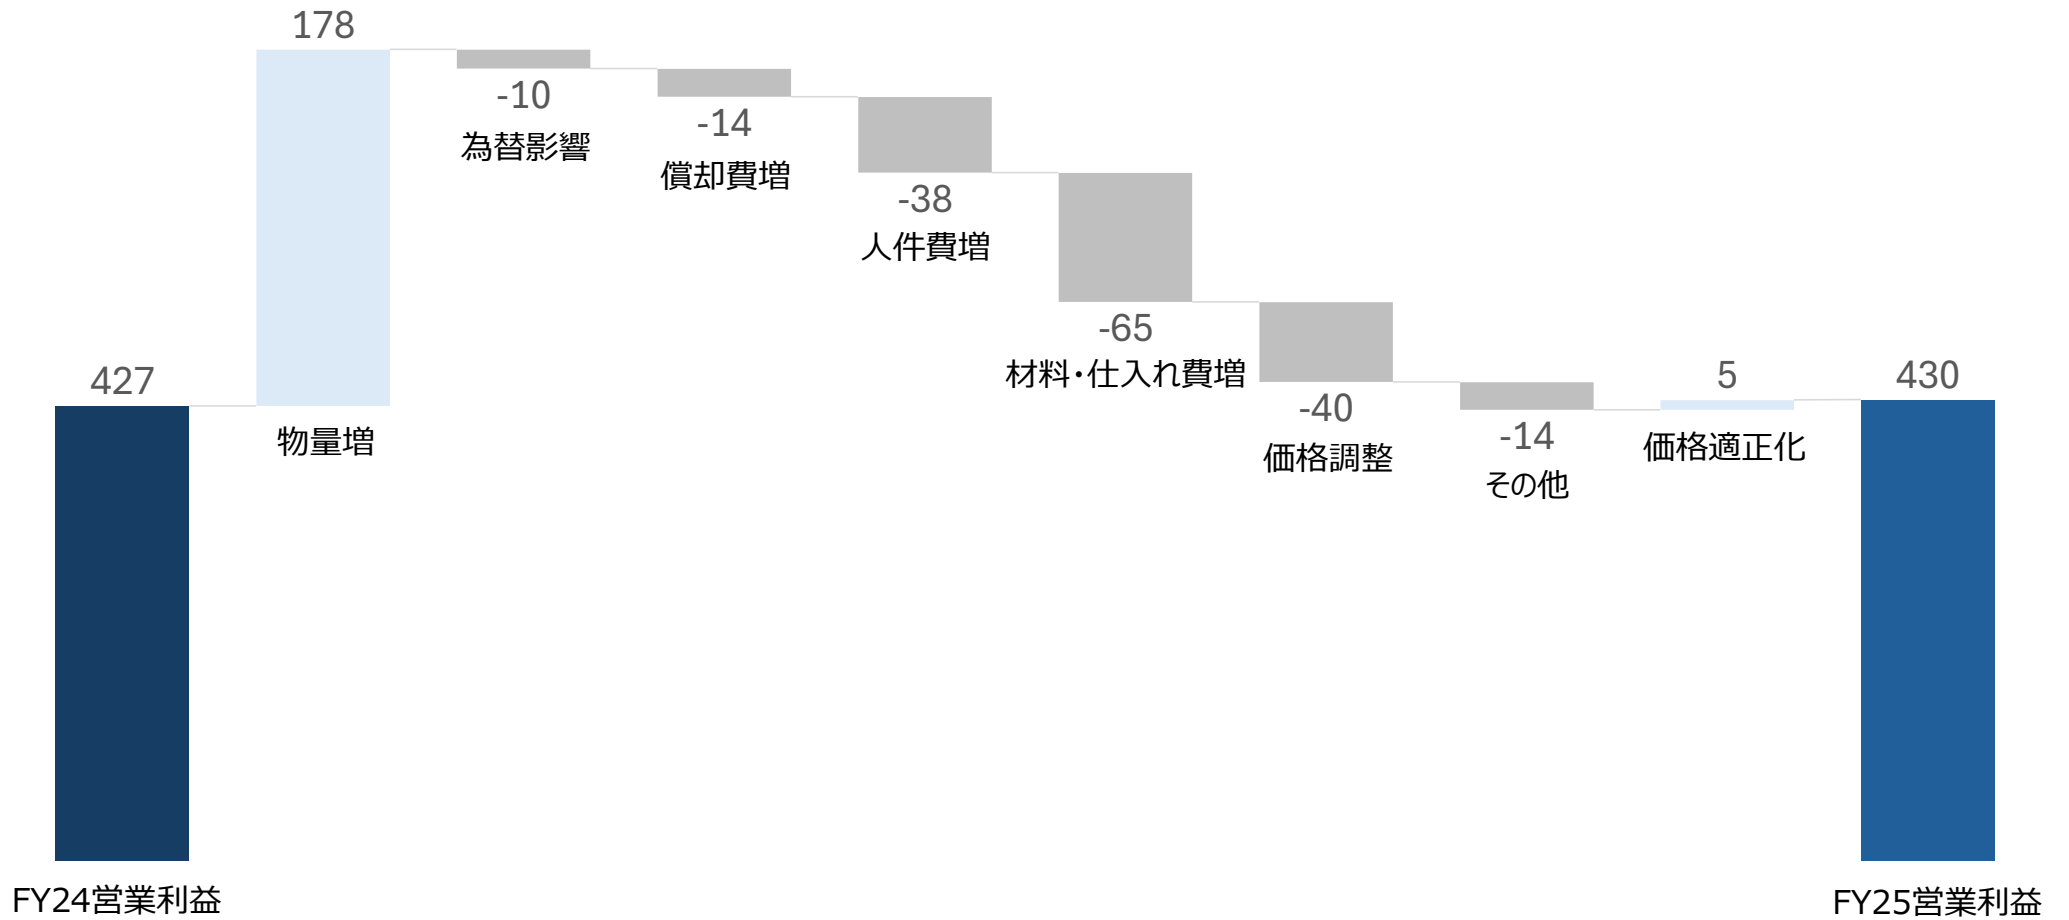 427
FY24営業利益
178
物量増
-10
為替影響
-14
償却費増
-38
人件費増
-65
材料・仕入れ費増
-40
価格調整
-14
その他
5
価格適正化
430
FY25営業利益